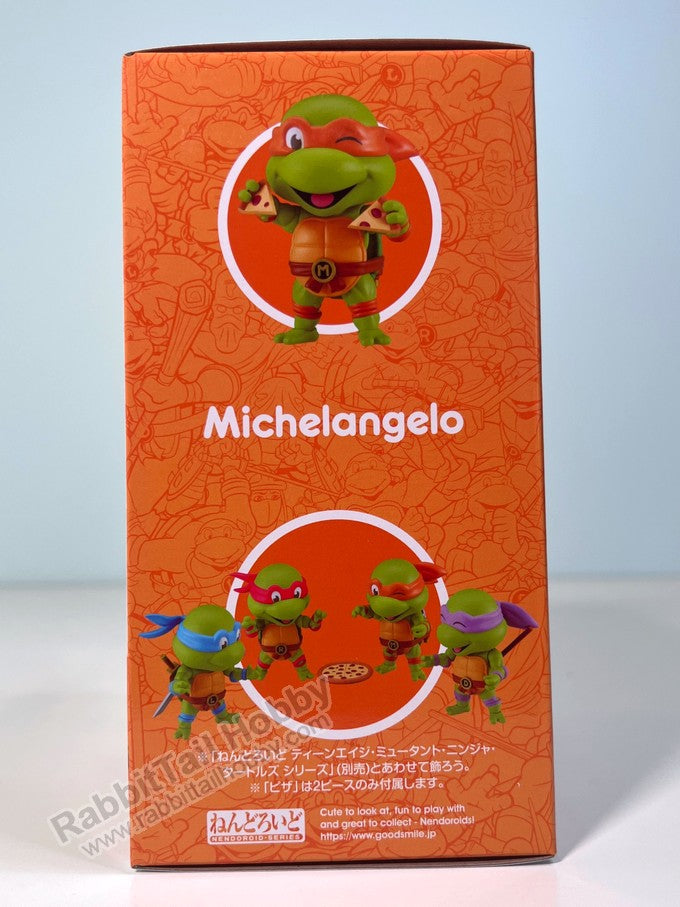 L
R
M
Michelangelo
※「ねんどろいど ティーンエイジ・ミュータント・ニンジャ・
タートルズ シリーズ」(別売)とあわせて飾ろう。
※「ピザ」は2ピースのみ付属します。
ねんどろいど
NENDOROID-SERIES
Cute to look at, fun to play with
and great to collect - Nendoroids!
https://www.goodsmile.jp
RabbitTail Hobby
www.rabbittailhobby.com